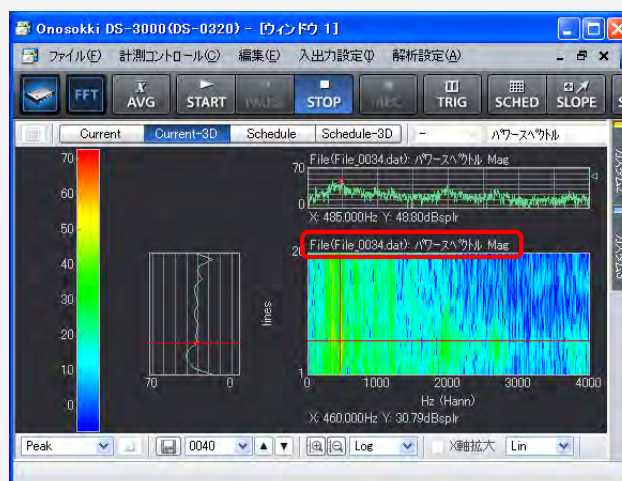 Onosokki DS-3000(DS-0320) - [ウィンドウ 1]
ファイル(F) 計測コントロール(C) 編集(E) 入出力設定(I) 解析設定(A)
FFT X AVG START STOP TRIG SCHED SLOPE
Current Current-3D Schedule Schedule-3D - パワースペクトル
70
60
50
40
30
20
10
0
File(File_0034.dat): パワースペクトル Mag
70
0
X: 485.000Hz Y: 48.80dBsplr
File(File_0034.dat): パワースペクトル Mag
20
lines
1
70 0
0 1000 2000 3000 4000
Hz (Hann)
X: 460.000Hz Y: 30.79dBsplr
Peak 0040 Log X軸拡大 Lin